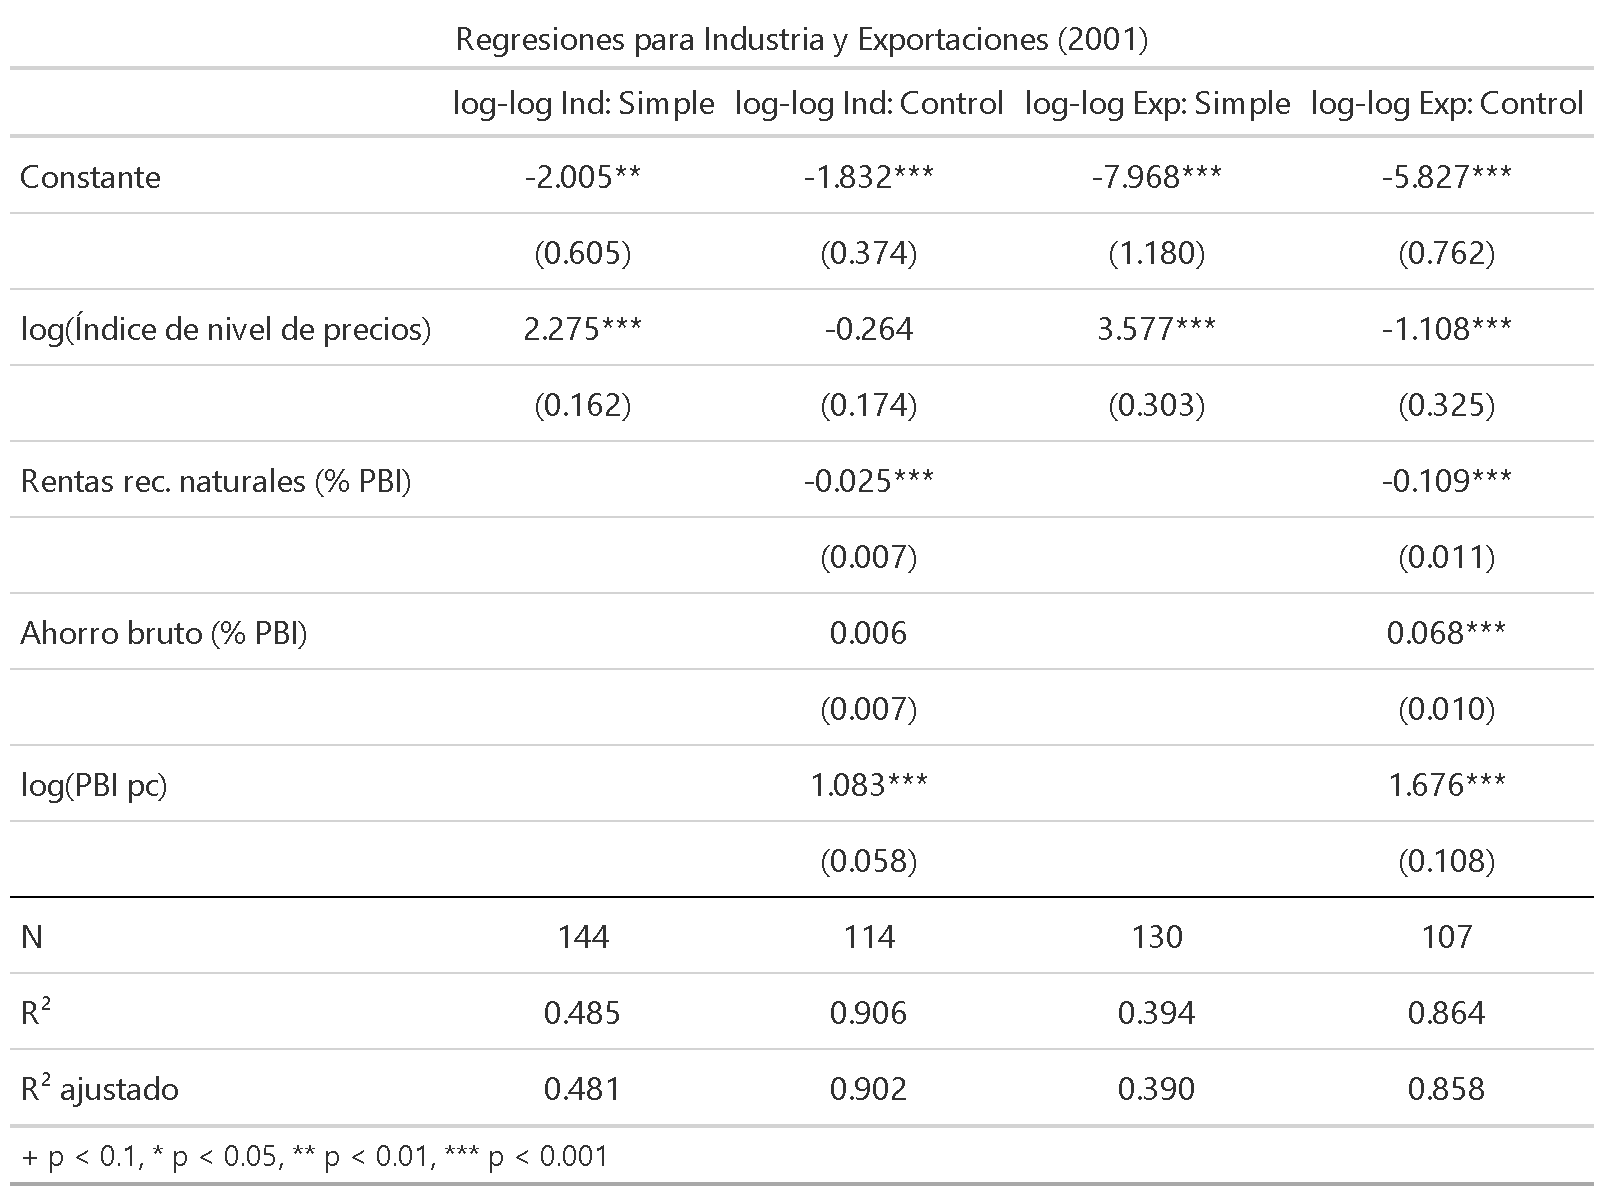 Regresiones para Industria y Exportaciones (2001)
log-log Ind: Simple log-log Ind: Control log-log Exp: Simple log-log Exp: Control
Constante -2.005** -1.832*** -7.968*** -5.827***
(0.605) (0.374) (1.180) (0.762)
log(Índice de nivel de precios) 2.275*** -0.264 3.577*** -1.108***
(0.162) (0.174) (0.303) (0.325)
Rentas rec. naturales (% PBI) -0.025*** -0.109***
(0.007) (0.011)
Ahorro bruto (% PBI) 0.006 0.068***
(0.007) (0.010)
log(PBI pc) 1.083*** 1.676***
(0.058) (0.108)
N 144 114 130 107
R² 0.485 0.906 0.394 0.864
R² ajustado 0.481 0.902 0.390 0.858
+ p < 0.1, * p < 0.05, ** p < 0.01, *** p < 0.001